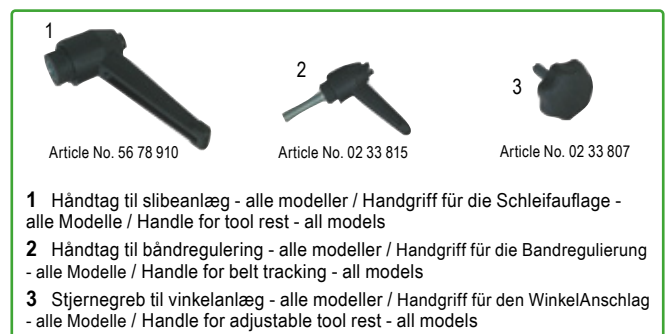 1
2
3
Article No. 56 78 910
Article No. 02 33 815
Article No. 02 33 807
1 Håndtag til slibeanlæg - alle modeller / Handgriff für die Schleifauflage -
alle Modelle / Handle for tool rest - all models
2 Håndtag til båndregulering - alle modeller / Handgriff für die Bandregulierung
- alle Modelle / Handle for belt tracking - all models
3 Stjernegreb til vinkelanlæg - alle modeller / Handgriff für den WinkelAnschlag
- alle Modelle / Handle for adjustable tool rest - all models